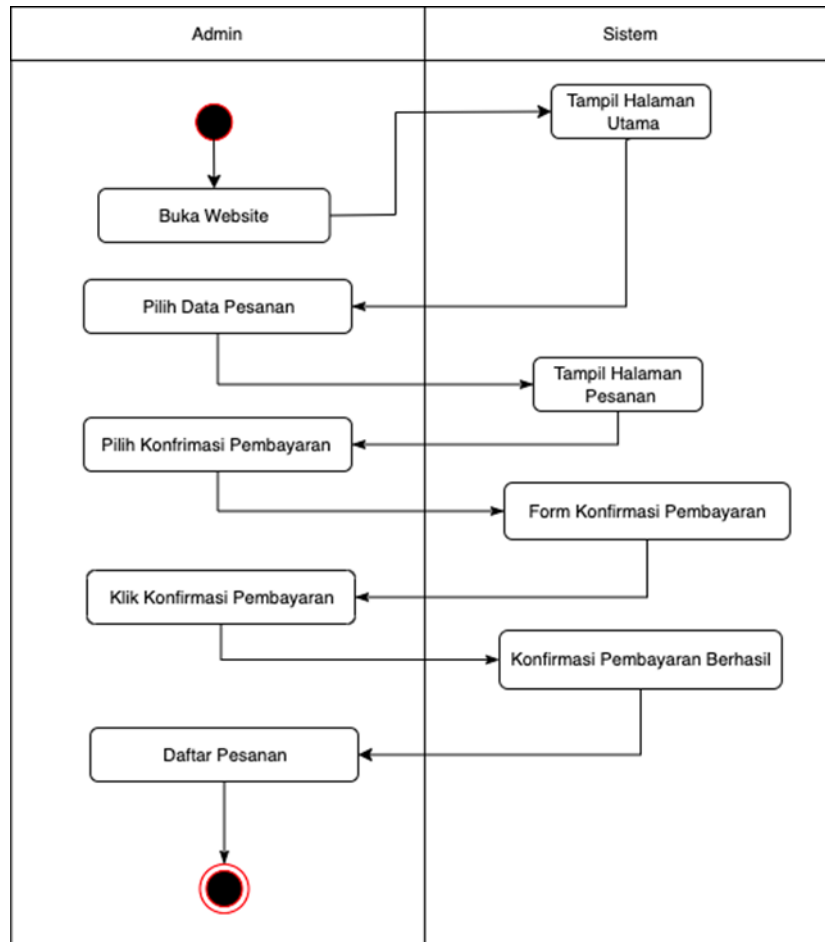 Admin
Sistem
Tampil Halaman
Utama
Buka Website
Pilih Data Pesanan
Tampil Halaman
Pesanan
Pilih Konfrimasi Pembayaran
Form Konfirmasi Pembayaran
Klik Konfirmasi Pembayaran
Konfirmasi Pembayaran Berhasil
Daftar Pesanan